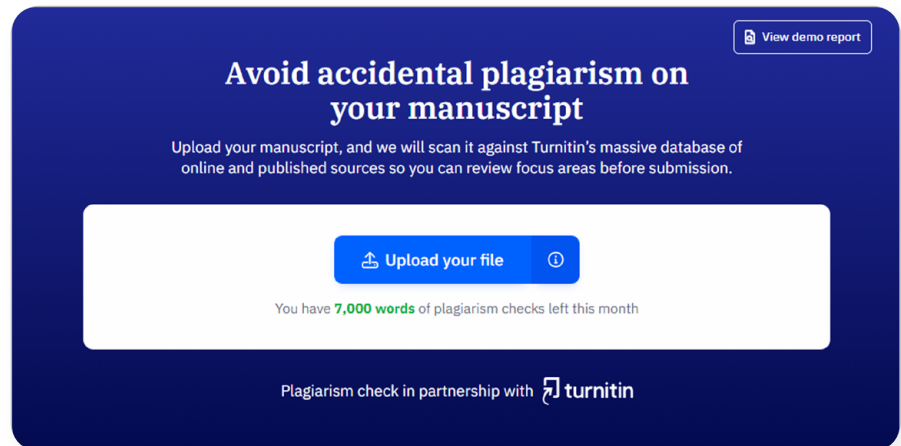 View demo report
Avoid accidental plagiarism on
your manuscript
Upload your manuscript, and we will scan it against Turnitin's massive database of
online and published sources so you can review focus areas before submission.
Upload your file
You have 7,000 words of plagiarism checks left this month
Plagiarism check in partnership with turnitin